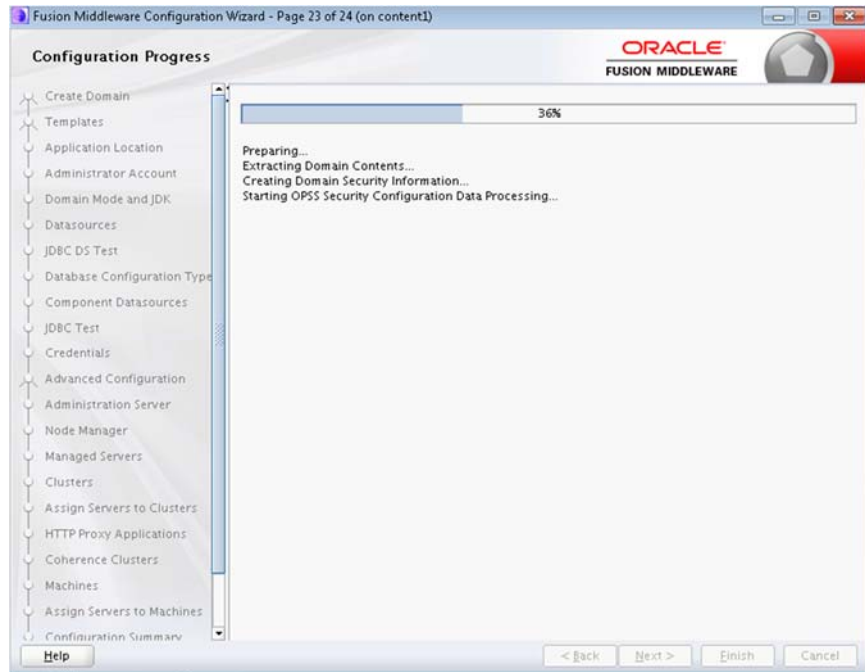 Fusion Middleware Configuration Wizard - Page 23 of 24 (on content1)
Configuration Progress
ORACLE
FUSION MIDDLEWARE
Create Domain
Templates
Application Location
Administrator Account
Domain Mode and JDK
Datasources
JDBC DS Test
Database Configuration Type
Component Datasources
JDBC Test
Credentials
Advanced Configuration
Administration Server
Node Manager
Managed Servers
Clusters
Assign Servers to Clusters
HTTP Proxy Applications
Coherence Clusters
Machines
Assign Servers to Machines
Configuration Summary
36%
Preparing...
Extracting Domain Contents...
Creating Domain Security Information...
Starting OPSS Security Configuration Data Processing...
Help
< Back
Next >
Finish
Cancel